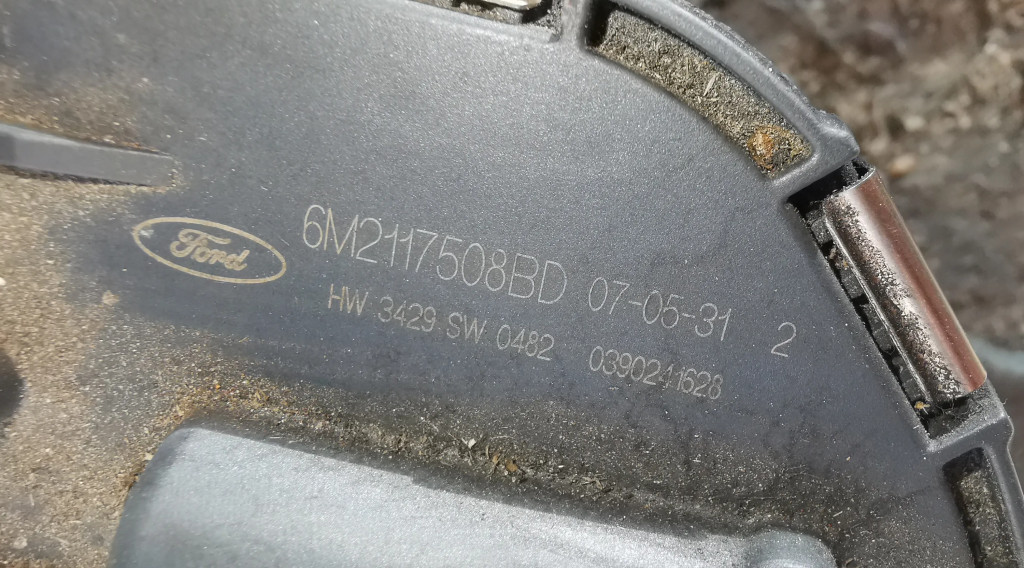 Ford 6M2117508BD 07-05-31 2
HW 3429 SW 0482 0390241628